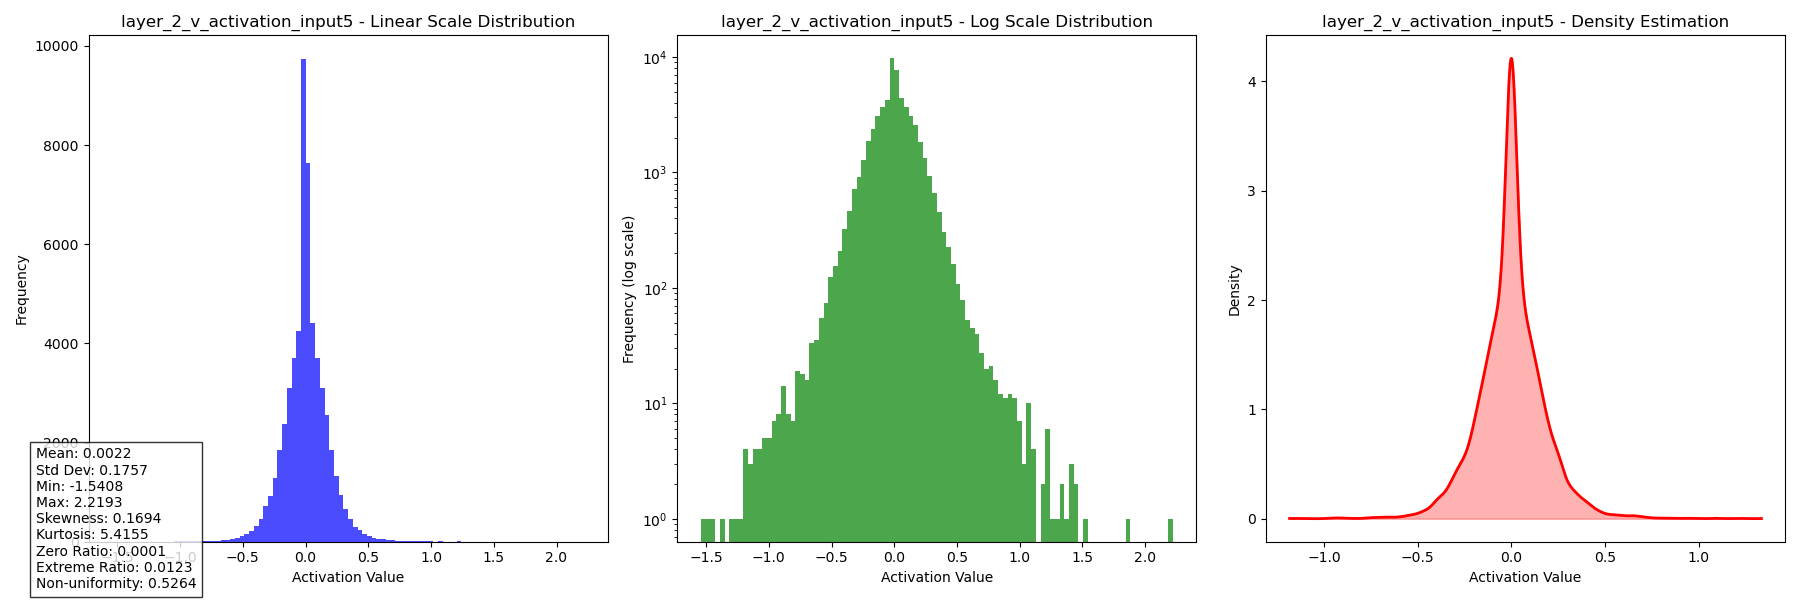 layer_2_v_activation_input5 - Linear Scale Distribution
10000
8000
6000
4000
2000
0
Frequency
−1.0
−0.5
0.0
0.5
1.0
1.5
2.0
Activation Value
Mean: 0.0022
Std Dev: 0.1757
Min: -1.5408
Max: 2.2193
Skewness: 0.1694
Kurtosis: 5.4155
Zero Ratio: 0.0001
Extreme Ratio: 0.0123
Non-uniformity: 0.5264
layer_2_v_activation_input5 - Log Scale Distribution
10⁴
10³
10²
10¹
10⁰
Frequency (log scale)
−1.5
−1.0
−0.5
0.0
0.5
1.0
1.5
2.0
Activation Value
layer_2_v_activation_input5 - Density Estimation
4
3
2
1
0
Density
−1.0
−0.5
0.0
0.5
1.0
Activation Value